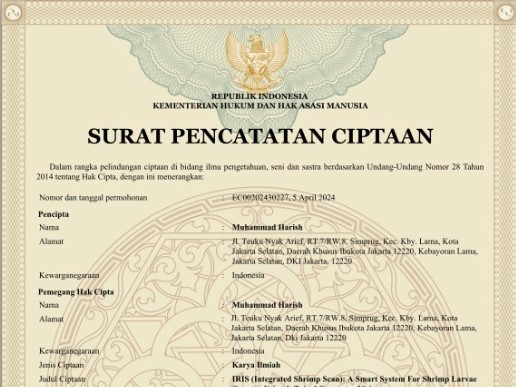 REPUBLIK INDONESIA
KEMENTERIAN HUKUM DAN HAK ASASI MANUSIA
SURAT PENCATATAN CIPTAAN
Dalam rangka pelindungan ciptaan di bidang ilmu pengetahuan, seni dan sastra berdasarkan Undang-Undang Nomor 28 Tahun
2014 tentang Hak Cipta, dengan ini menerangkan:
Nomor dan tanggal permohonan : EC00202430227, 5 April 2024
Pencipta
Nama : Muhammad Harish
Alamat : Jl. Teuku Nyak Arief, RT.7/RW.8, Simprug, Kec. Kby. Lama, Kota
Jakarta Selatan, Daerah Khusus Ibukota Jakarta 12220, Kebayoran Lama,
Jakarta Selatan, DKI Jakarta, 12220
Kewarganegaraan : Indonesia
Pemegang Hak Cipta
Nama : Muhammad Harish
Alamat : Jl. Teuku Nyak Arief, RT.7/RW.8, Simprug, Kec. Kby. Lama, Kota
Jakarta Selatan, Daerah Khusus Ibukota Jakarta 12220, Kebayoran Lama,
Jakarta Selatan, Dki Jakarta 12220
Kewarganegaraan : Indonesia
Jenis Ciptaan : Karya Ilmiah
Judul Ciptaan : IRIS (Integrated Shrimp Scan): A Smart System For Shrimp Larvae